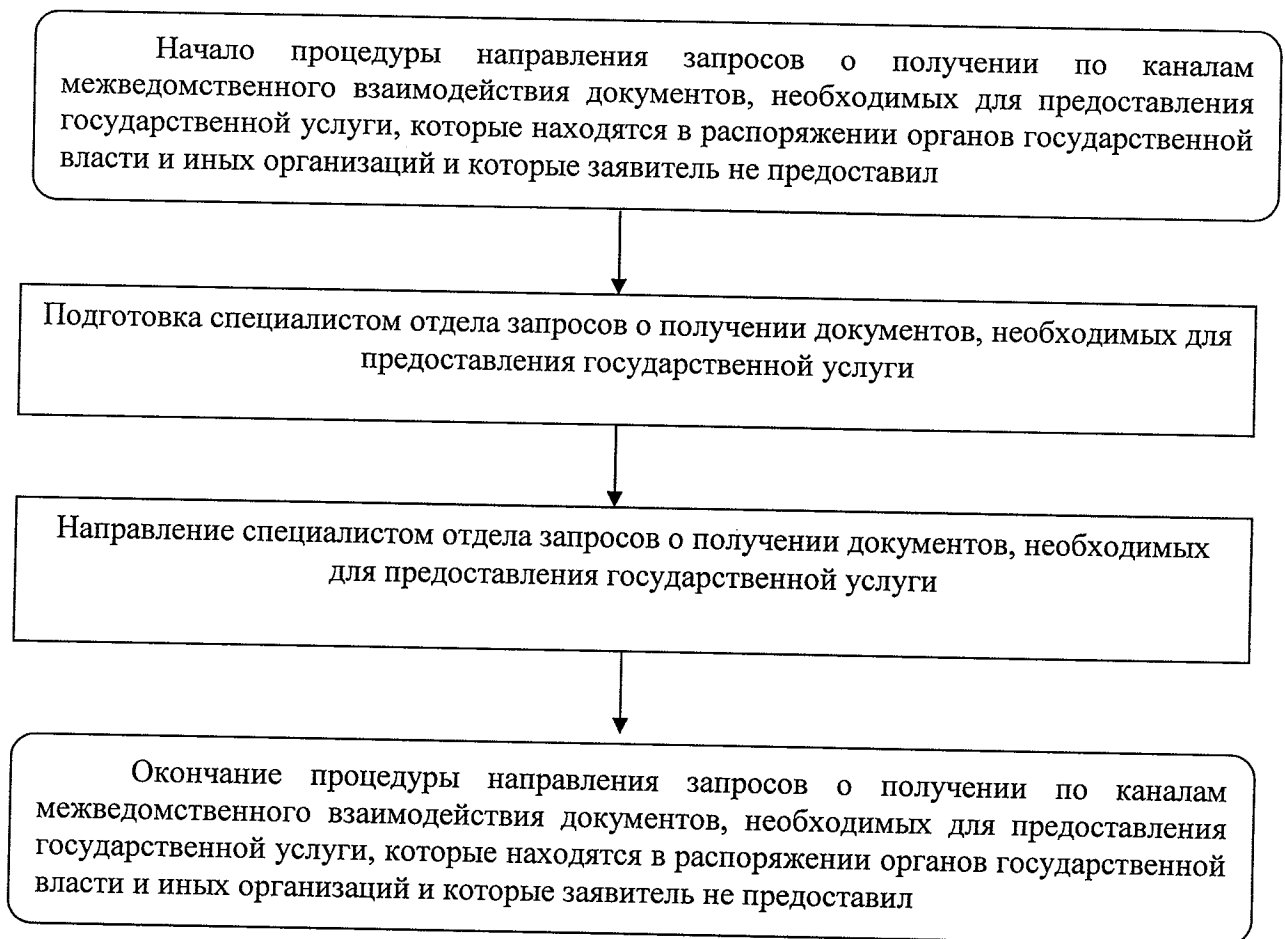 Начало процедуры направления запросов о получении по каналам
межведомственного взаимодействия документов, необходимых для предоставления
государственной услуги, которые находятся в распоряжении органов государственной
власти и иных организаций и которые заявитель не предоставил
Подготовка специалистом отдела запросов о получении документов, необходимых для
предоставления государственной услуги
Направление специалистом отдела запросов о получении документов, необходимых
для предоставления государственной услуги
Окончание процедуры направления запросов о получении по каналам
межведомственного взаимодействия документов, необходимых для предоставления
государственной услуги, которые находятся в распоряжении органов государственной
власти и иных организаций и которые заявитель не предоставил